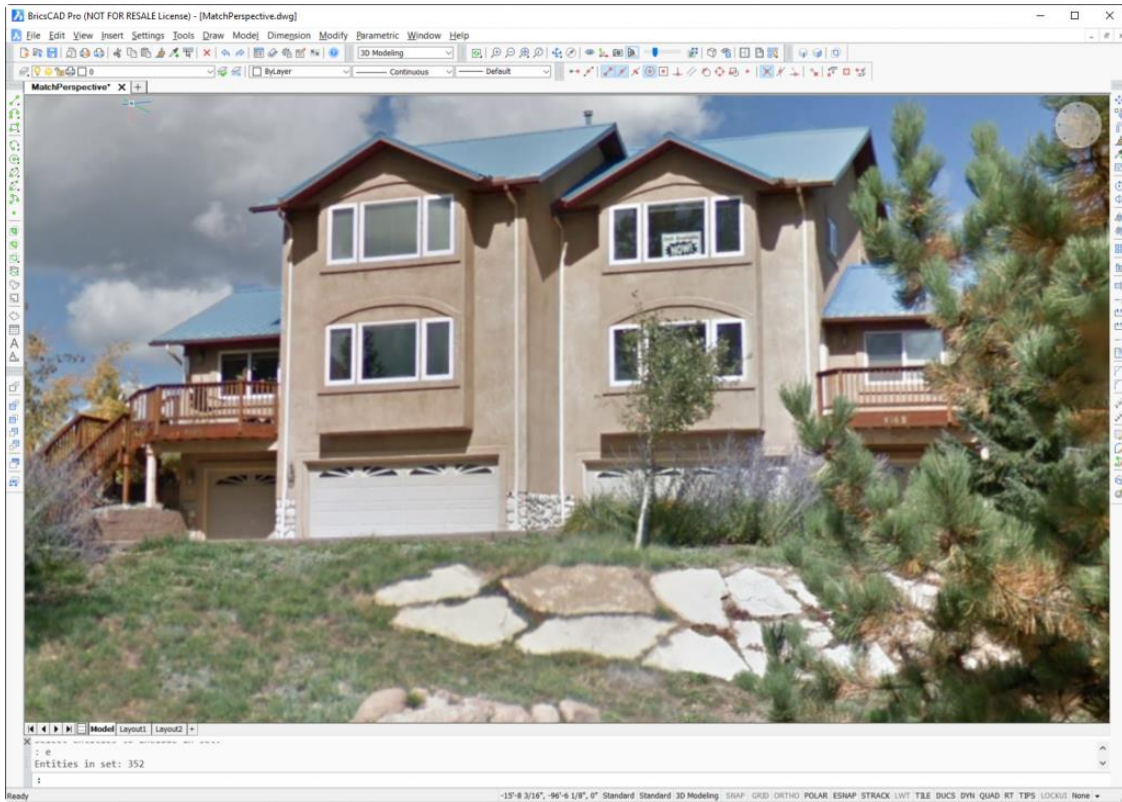 BricsCAD Pro (NOT FOR RESALE License) - [MatchPerspective.dwg]
File Edit View Insert Settings Tools Draw Model Dimension Modify Parametric Window Help
3D Modeling
0 ByLayer Continuous Default
MatchPerspective*
NOW!
Model Layout1 Layout2
: e
Entities in set: 352
:
Ready -15'-8 3/16", -96'-6 1/8", 0" Standard Standard 3D Modeling SNAP GRID ORTHO POLAR ESNAP STRACK LWT TILE DUCS DYN QUAD RT TIPS LOCKUI None